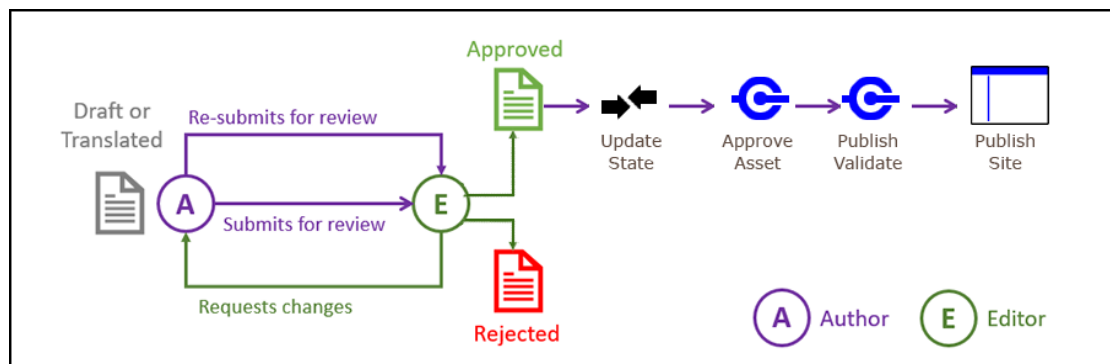 Approved
Draft or
Translated
Re-submits for review
A
Submits for review
E
Requests changes
Rejected
Update
State
Approve
Asset
Publish
Validate
Publish
Site
A Author
E Editor